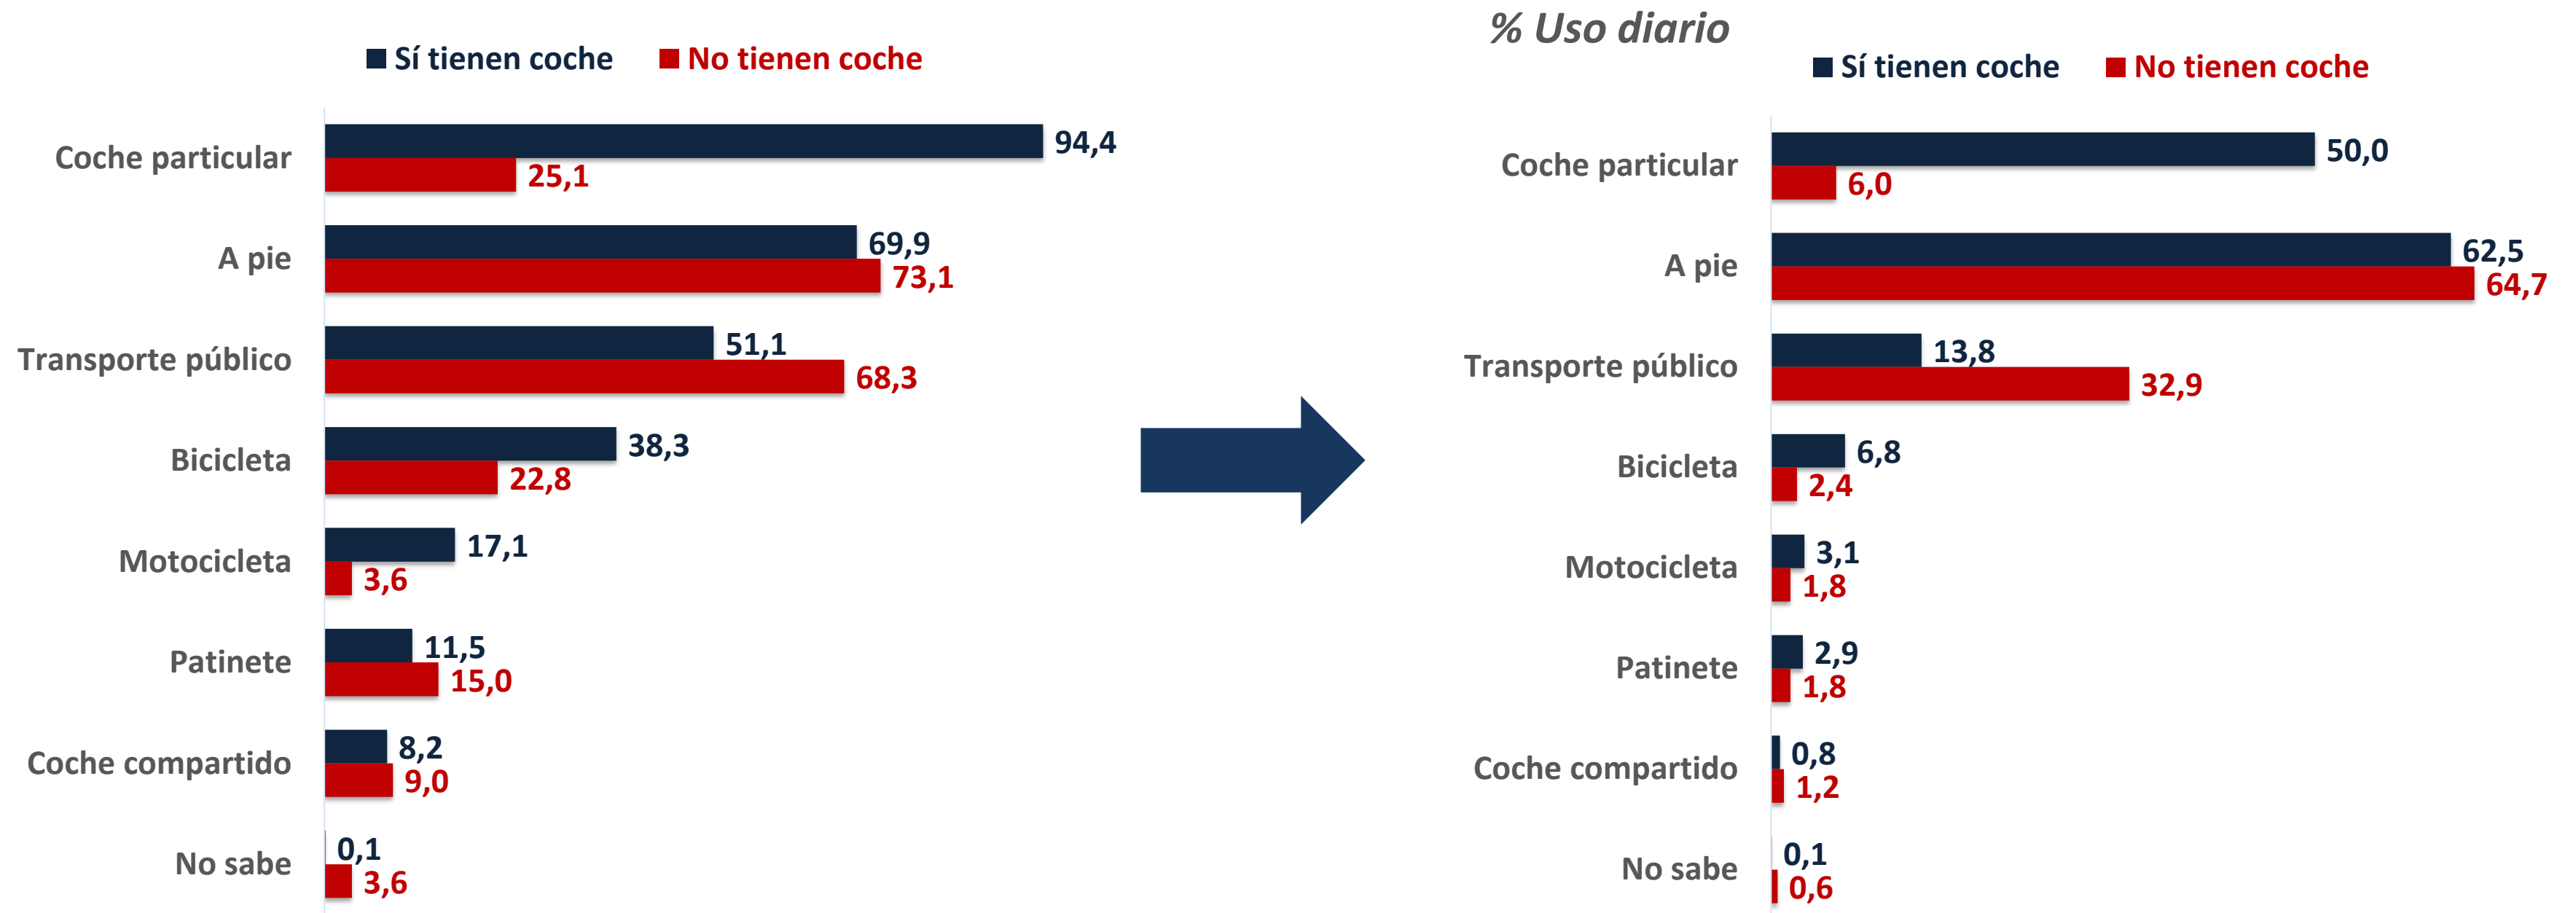 Sí tienen coche No tienen coche
Coche particular 94,4
25,1
A pie 69,9
73,1
Transporte público 51,1
68,3
Bicicleta 38,3
22,8
Motocicleta 17,1
3,6
Patinete 11,5
15,0
Coche compartido 8,2
9,0
No sabe 0,1
3,6
% Uso diario
Sí tienen coche No tienen coche
Coche particular 50,0
6,0
A pie 62,5
64,7
Transporte público 13,8
32,9
Bicicleta 6,8
2,4
Motocicleta 3,1
1,8
Patinete 2,9
1,8
Coche compartido 0,8
1,2
No sabe 0,1
0,6